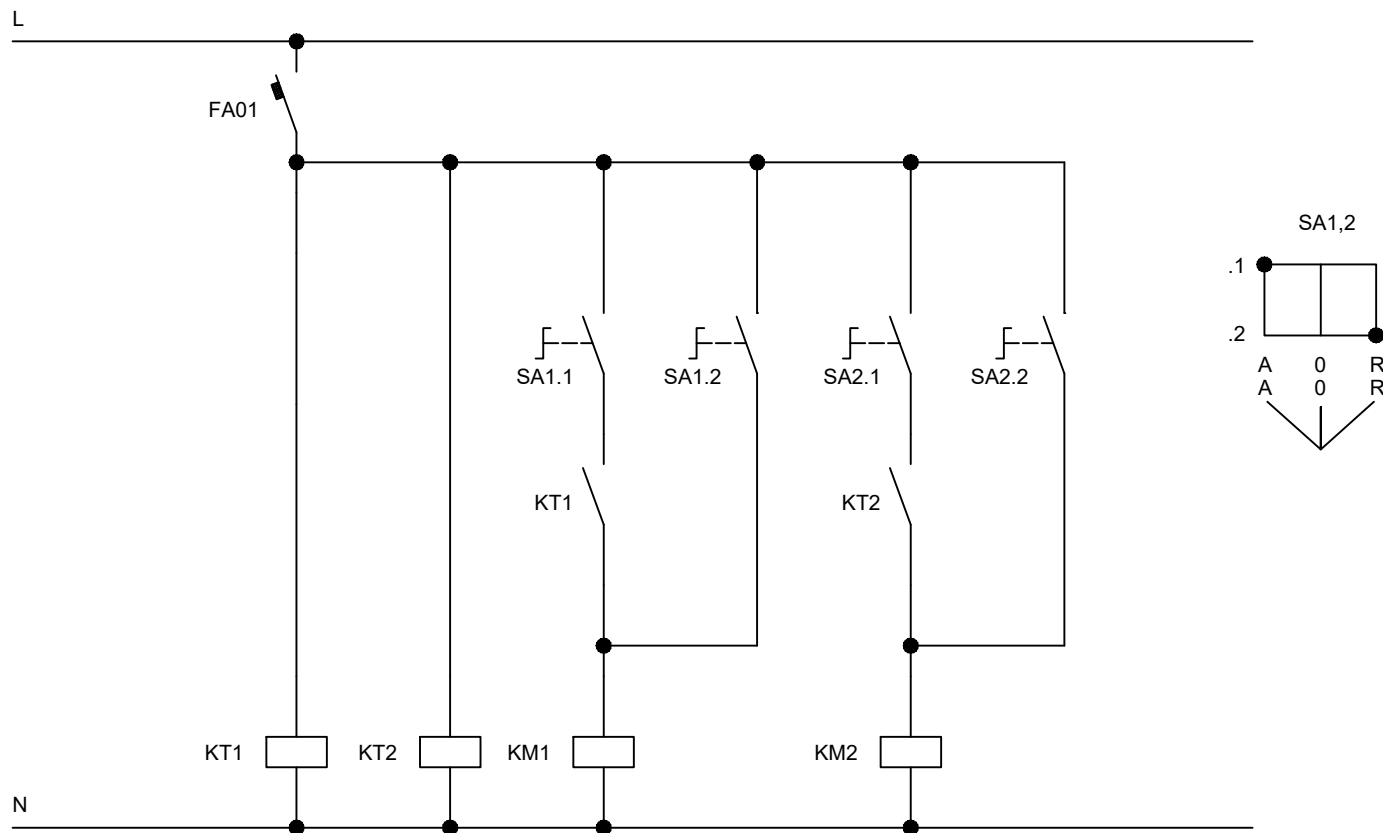 L
FA01
SA1,2
.1
.2
A 0 R
A 0 R
SA1.1 SA1.2 SA2.1 SA2.2
KT1 KT2
KT1 KT2 KM1 KM2
N